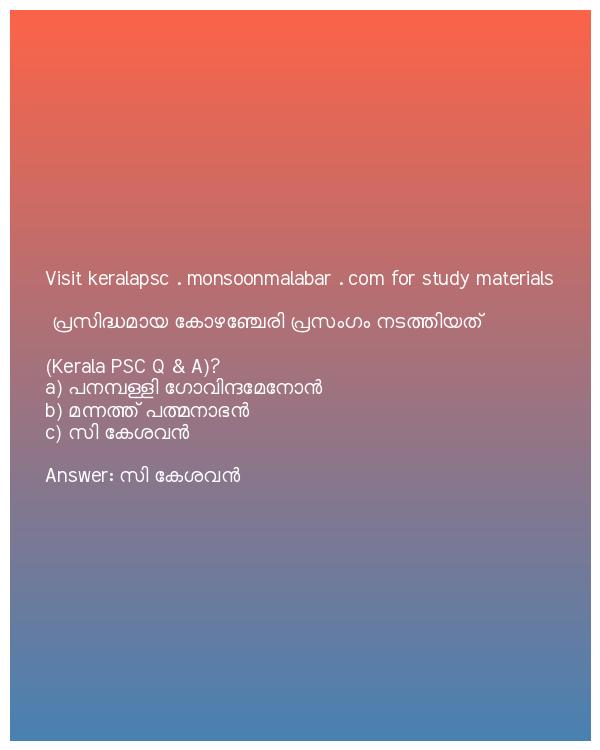 Visit keralapsc . monsoonmalabar . com for study materials
പ്രസിദ്ധമായ കോഴഞ്ചേരി പ്രസംഗം നടത്തിയത്
(Kerala PSC Q & A)?
a) പനമ്പള്ളി ഗോവിന്ദമേനോൻ
b) മന്നത്ത് പത്മനാഭൻ
c) സി കേശവൻ
Answer: സി കേശവൻ